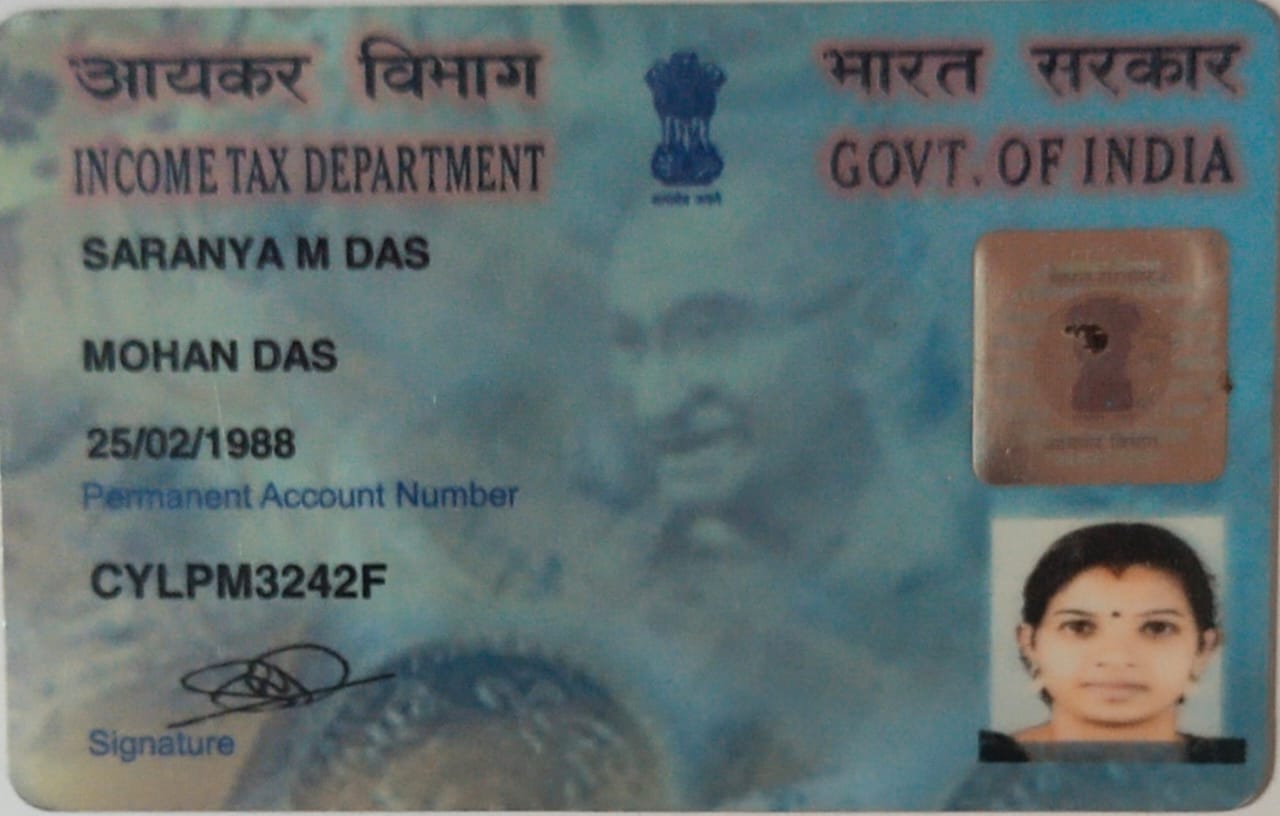 आयकर विभाग
INCOME TAX DEPARTMENT
भारत सरकार
GOVT. OF INDIA
SARANYA M DAS
MOHAN DAS
25/02/1988
Permanent Account Number
CYLPM3242F
Signature